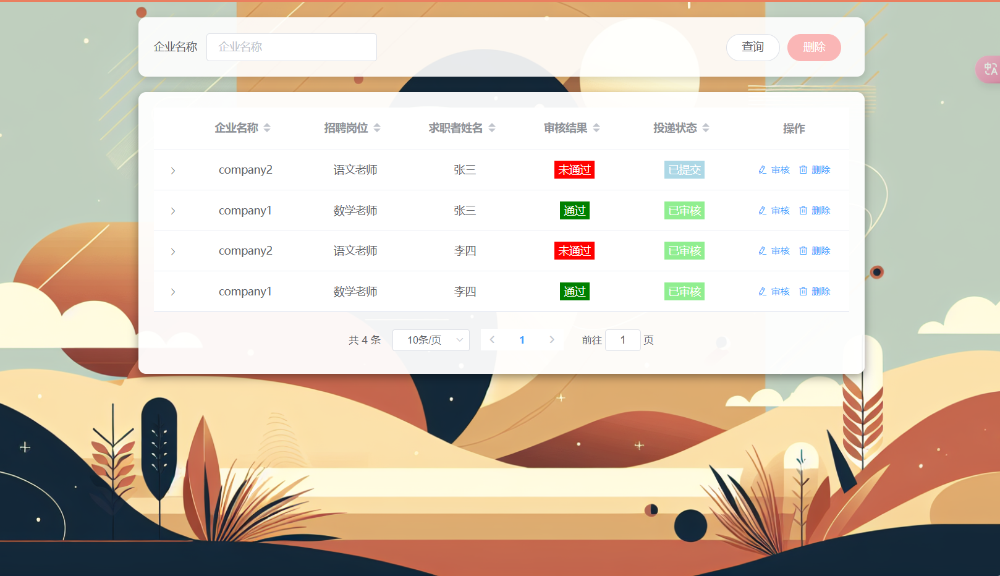 企业名称 企业名称 查询 删除
企业名称 招聘岗位 求职者姓名 审核结果 投递状态 操作
company2 语文老师 张三 未通过 已提交 审核 删除
company1 数学老师 张三 通过 已审核 审核 删除
company2 语文老师 李四 未通过 已审核 审核 删除
company1 数学老师 李四 通过 已审核 审核 删除
共 4 条 10条/页 1 前往 1 页